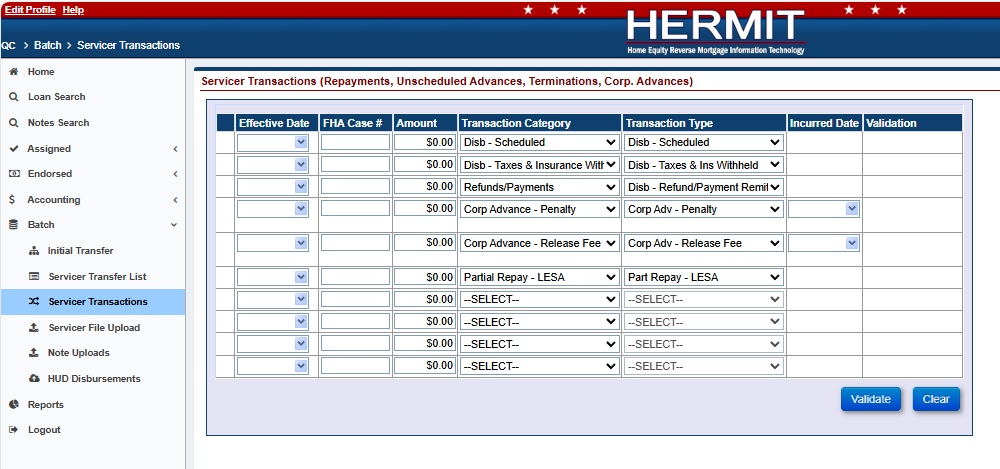 Edit Profile Help
HERMIT
Home Equity Reverse Mortgage Information Technology
QC > Batch > Servicer Transactions
Home
Loan Search
Notes Search
Assigned
Endorsed
$ Accounting
Batch
Initial Transfer
Servicer Transfer List
Servicer Transactions
Servicer File Upload
Note Uploads
HUD Disbursements
Reports
Logout
Servicer Transactions (Repayments, Unscheduled Advances, Terminations, Corp. Advances)
Effective Date FHA Case # Amount Transaction Category Transaction Type Incurred Date Validation
$0.00 Disb - Scheduled Disb - Scheduled
$0.00 Disb - Taxes & Insurance With Disb - Taxes & Ins Withheld
$0.00 Refunds/Payments Disb - Refund/Payment Remit
$0.00 Corp Advance - Penalty Corp Adv - Penalty
$0.00 Corp Advance - Release Fee Corp Adv - Release Fee
$0.00 Partial Repay - LESA Part Repay - LESA
$0.00 --SELECT-- --SELECT--
$0.00 --SELECT-- --SELECT--
$0.00 --SELECT-- --SELECT--
$0.00 --SELECT-- --SELECT--
Validate Clear